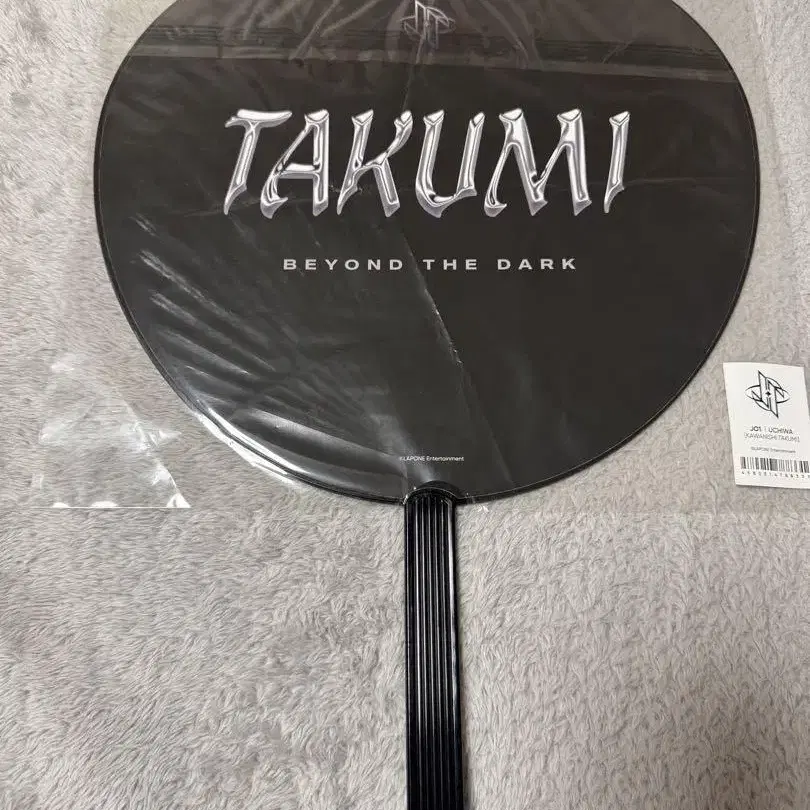 TAKUMI
BEYOND THE DARK
©LAPONE Entertainment
JO1 | UCHIWA
[KAWANISHI TAKUMI]
©LAPONE Entertainment